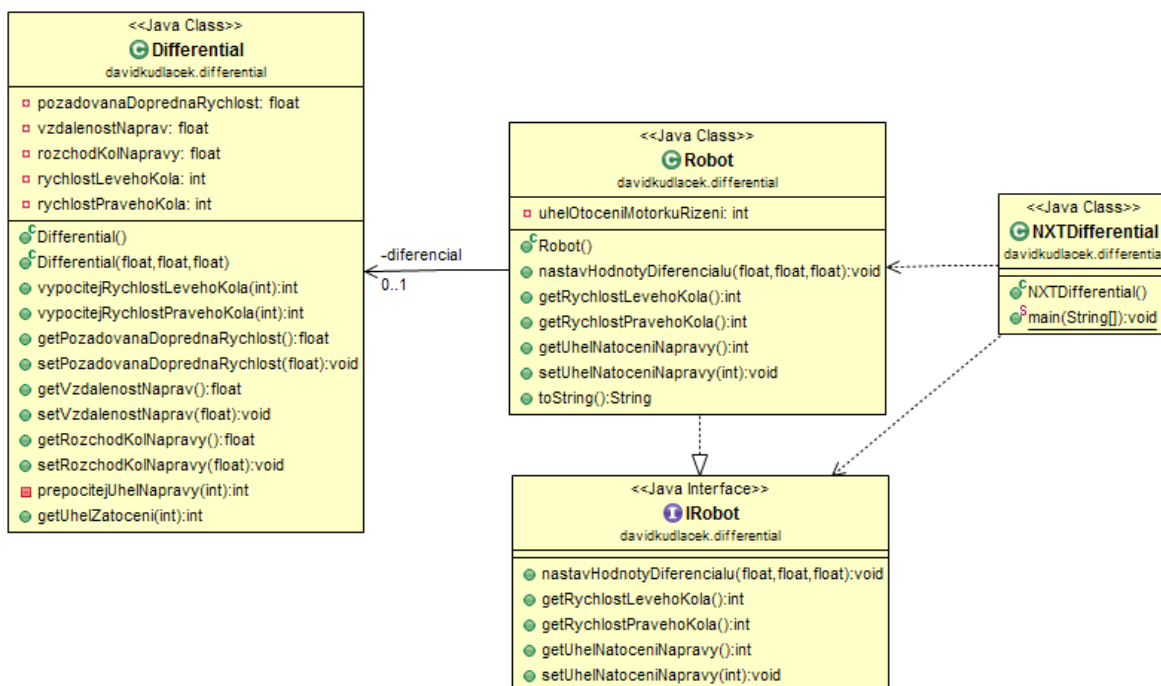 <<Java Class>>
Differential
davidkudlacek.differential
pozadovanaDoprednaRychlost: float
vzdalenostNaprav: float
rozchodKolNapravy: float
rychlostLevehoKola: int
rychlostPravehoKola: int
Differential()
Differential(float,float,float)
vypocitejRychlostLevehoKola(int):int
vypocitejRychlostPravehoKola(int):int
getPozadovanaDoprednaRychlost():float
setPozadovanaDoprednaRychlost(float):void
getVzdalenostNaprav():float
setVzdalenostNaprav(float):void
getRozchodKolNapravy():float
setRozchodKolNapravy(float):void
prepocitejUhelNapravy(int):int
getUhelZatoceni(int):int
-diferencial
0..1
<<Java Class>>
Robot
davidkudlacek.differential
uhelOtoceniMotorkuRizeni: int
Robot()
nastavHodnotyDiferencialu(float,float,float):void
getRychlostLevehoKola():int
getRychlostPravehoKola():int
getUhelNatoceniNapravy():int
setUhelNatoceniNapravy(int):void
toString():String
<<Java Class>>
NXTDifferential
davidkudlacek.differential
NXTDifferential()
main(String[]):void
<<Java Interface>>
IRobot
davidkudlacek.differential
nastavHodnotyDiferencialu(float,float,float):void
getRychlostLevehoKola():int
getRychlostPravehoKola():int
getUhelNatoceniNapravy():int
setUhelNatoceniNapravy(int):void